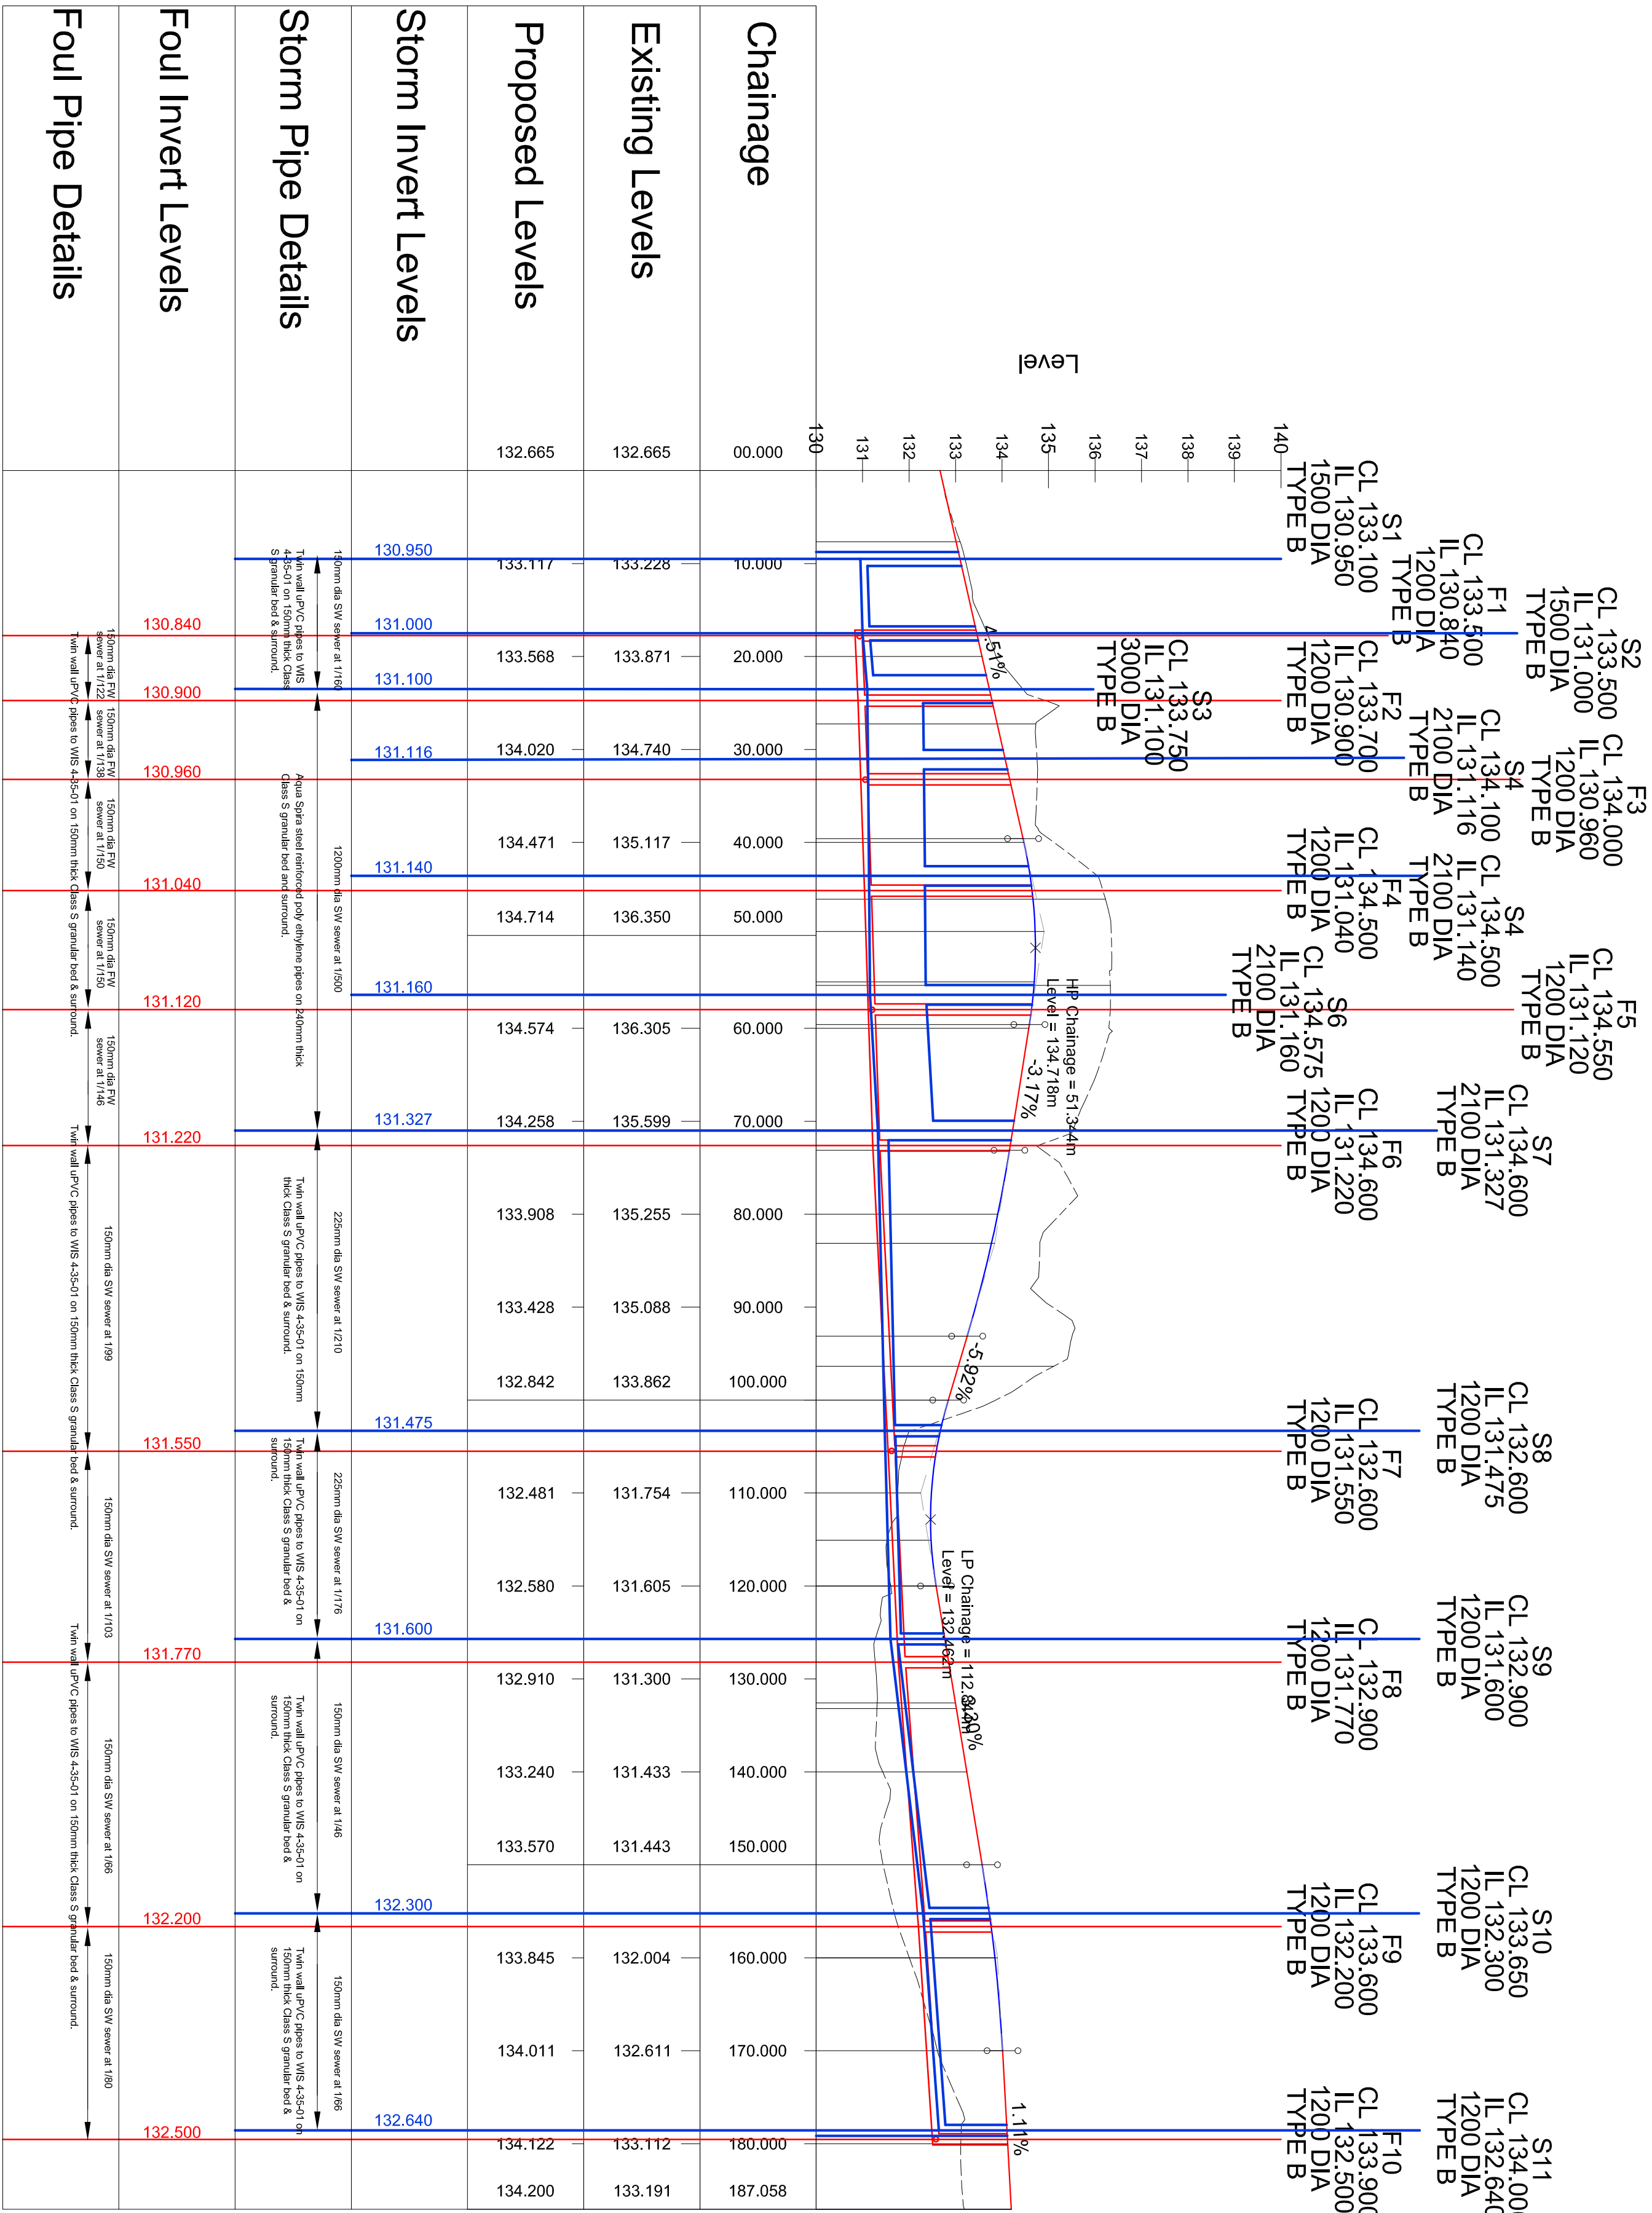 S2
CL 133.500
IL 131.000
1500 DIA
TYPE B
F3
CL 134.000
IL 130.960
1200 DIA
TYPE B
F5
CL 134.550
IL 131.120
1200 DIA
TYPE B
F1
CL 133.500
IL 130.840
1200 DIA
TYPE B
S4
CL 134.100
IL 131.116
2100 DIA
TYPE B
S4
CL 134.500
IL 131.140
2100 DIA
TYPE B
S7
CL 134.600
IL 131.327
2100 DIA
TYPE B
S8
CL 132.600
IL 131.475
1200 DIA
TYPE B
S9
CL 132.900
IL 131.600
1200 DIA
TYPE B
S10
CL 133.650
IL 132.300
1200 DIA
TYPE B
S11
CL 134.00
IL 132.640
1200 DIA
TYPE B
S1
CL 133.100
IL 130.950
1500 DIA
TYPE B
F2
CL 133.700
IL 130.900
1200 DIA
TYPE B
F4
CL 134.500
IL 131.040
1200 DIA
TYPE B
S6
CL 134.575
IL 131.160
2100 DIA
TYPE B
F6
CL 134.600
IL 131.220
1200 DIA
TYPE B
F7
CL 132.600
IL 131.550
1200 DIA
TYPE B
F8
CL 132.900
IL 131.770
1200 DIA
TYPE B
F9
CL 133.600
IL 132.200
1200 DIA
TYPE B
F10
CL 133.900
IL 132.500
1200 DIA
TYPE B
S3
CL 133.750
IL 131.100
3000 DIA
TYPE B
140
139
138
137
136
135
134
133
132
131
130
Level
4.51%
HP Chainage = 51.344m
Level = 134.718m
-3.17%
-5.92%
LP Chainage = 112.844m
Level = 132.462m
3.30%
1.11%
Chainage
00.000 10.000 20.000 30.000 40.000 50.000 60.000 70.000 80.000 90.000 100.000 110.000 120.000 130.000 140.000 150.000 160.000 170.000 180.000 187.058
Existing Levels
132.665 133.228 133.871 134.740 135.117 136.350 136.305 135.599 135.255 135.088 133.862 131.754 131.605 131.300 131.433 131.443 132.004 132.611 133.112 133.191
Proposed Levels
132.665 133.117 133.568 134.020 134.471 134.714 134.574 134.258 133.908 133.428 132.842 132.481 132.580 132.910 133.240 133.570 133.845 134.011 134.122 134.200
Storm Invert Levels
130.950 131.000 131.100 131.116 131.140 131.160 131.327 131.475 131.600 132.300 132.640
Storm Pipe Details
150mm dia SW sewer at 1/160
Twin wall uPVC pipes to WIS
4-35-01 on 150mm thick Class
S granular bed & surround.
1200mm dia SW sewer at 1/500
Aqua Spira steel reinforced poly ethylene pipes on 240mm thick
Class S granular bed and surround.
225mm dia SW sewer at 1/210
Twin wall uPVC pipes to WIS 4-35-01 on 150mm
thick Class S granular bed & surround.
225mm dia SW sewer at 1/176
Twin wall uPVC pipes to WIS 4-35-01 on
150mm thick Class S granular bed &
surround.
150mm dia SW sewer at 1/46
Twin wall uPVC pipes to WIS 4-35-01 on
150mm thick Class S granular bed &
surround.
150mm dia SW sewer at 1/66
Twin wall uPVC pipes to WIS 4-35-01 on
150mm thick Class S granular bed &
surround.
Foul Invert Levels
130.840 130.900 130.960 131.040 131.120 131.220 131.550 131.770 132.200 132.500
Foul Pipe Details
150mm dia FW
sewer at 1/122
150mm dia FW
sewer at 1/138
150mm dia FW
sewer at 1/150
150mm dia FW
sewer at 1/150
150mm dia FW
sewer at 1/146
150mm dia SW sewer at 1/99
150mm dia SW sewer at 1/103
150mm dia SW sewer at 1/66
150mm dia SW sewer at 1/80
Twin wall uPVC pipes to WIS 4-35-01 on 150mm thick Class S granular bed & surround.
Twin wall uPVC pipes to WIS 4-35-01 on 150mm thick Class S granular bed & surround.
Twin wall uPVC pipes to WIS 4-35-01 on 150mm thick Class S granular bed & surround.